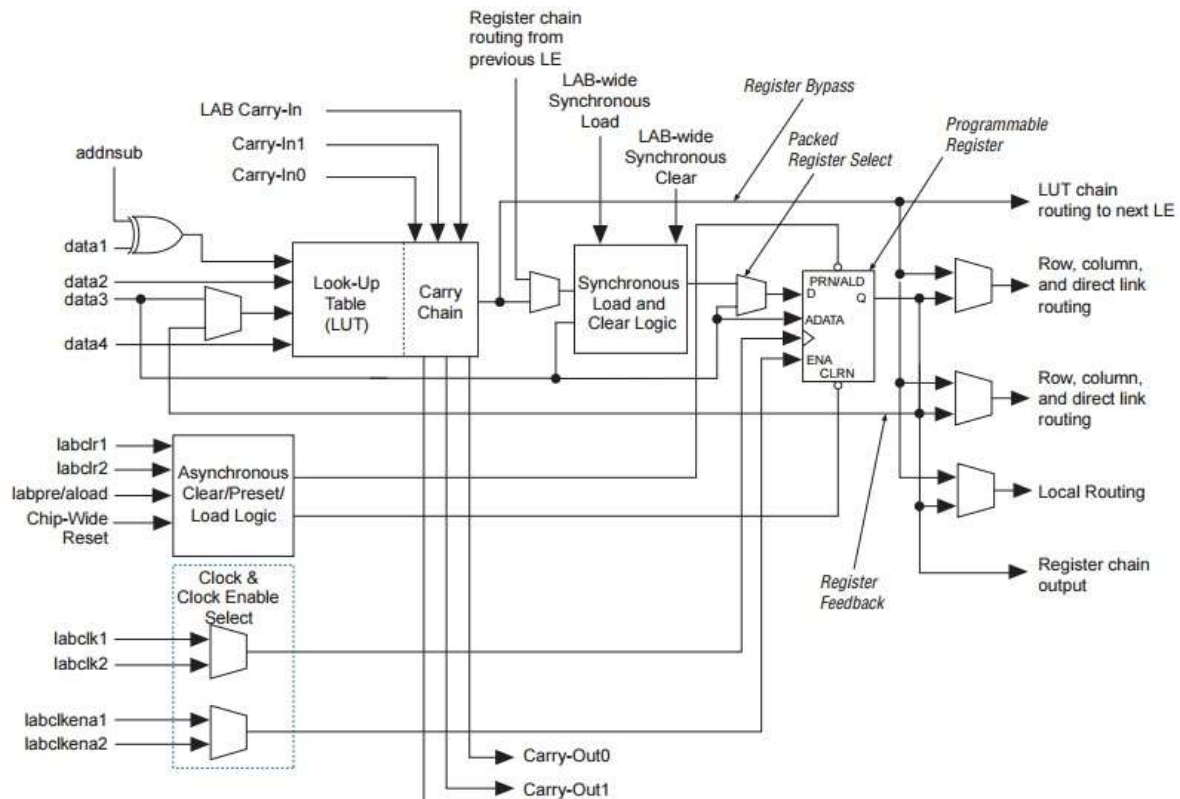 Register chain
routing from
previous LE
LAB-wide
Synchronous
Load
LAB-wide
Synchronous
Clear
Register Bypass
Packed
Register Select
Programmable
Register
LAB Carry-In
Carry-In1
Carry-In0
addnsub
data1
data2
data3
data4
Look-Up
Table
(LUT)
Carry
Chain
Synchronous
Load and
Clear Logic
PRN/ALD
D
Q
ADATA
ENA
CLRN
LUT chain
routing to next LE
Row, column,
and direct link
routing
Row, column,
and direct link
routing
Local Routing
Register chain
output
Register
Feedback
labclr1
labclr2
labpre/aload
Chip-Wide
Reset
Asynchronous
Clear/Preset/
Load Logic
Clock &
Clock Enable
Select
labclk1
labclk2
labclkena1
labclkena2
Carry-Out0
Carry-Out1